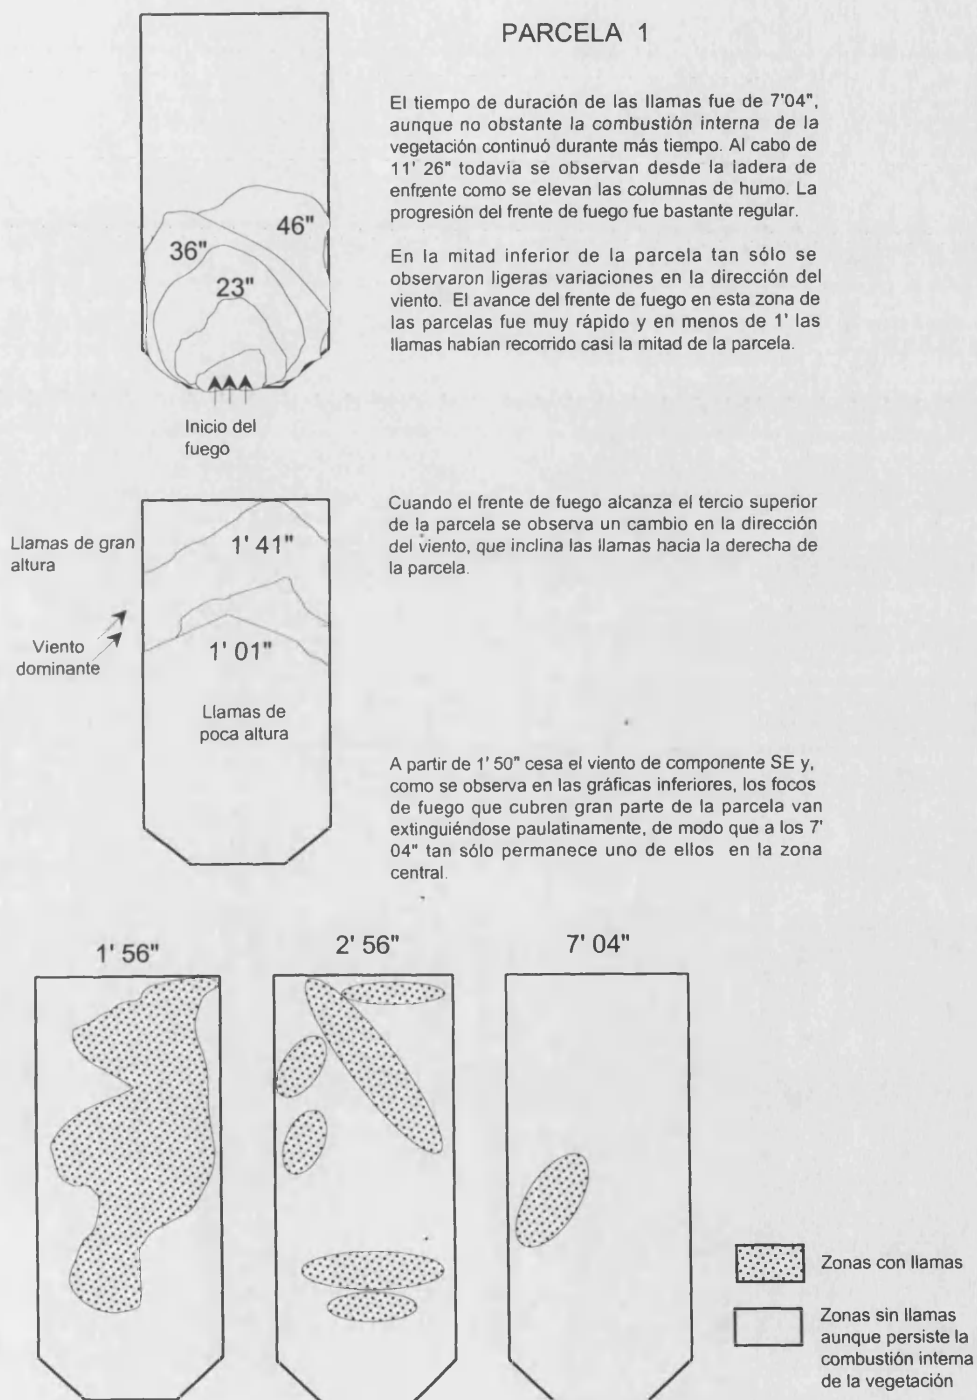 PARCELA 1
El tiempo de duración de las llamas fue de 7'04",
aunque no obstante la combustión interna de la
vegetación continuó durante más tiempo. Al cabo de
11' 26" todavía se observan desde la ladera de
enfrente como se elevan las columnas de humo. La
progresión del frente de fuego fue bastante regular.
46"
36"
23"
En la mitad inferior de la parcela tan sólo se
observaron ligeras variaciones en la dirección del
viento. El avance del frente de fuego en esta zona de
las parcelas fue muy rápido y en menos de 1' las
llamas habían recorrido casi la mitad de la parcela.
Inicio del
fuego
Cuando el frente de fuego alcanza el tercio superior
de la parcela se observa un cambio en la dirección
del viento, que inclina las llamas hacia la derecha de
la parcela.
Llamas de gran
altura
1' 41"
Viento
dominante
1' 01"
Llamas de
poca altura
A partir de 1' 50" cesa el viento de componente SE y,
como se observa en las gráficas inferiores, los focos
de fuego que cubren gran parte de la parcela van
extinguiéndose paulatinamente, de modo que a los 7'
04" tan sólo permanece uno de ellos en la zona
central.
1' 56"
2' 56"
7' 04"
Zonas con llamas
Zonas sin llamas
aunque persiste la
combustión interna
de la vegetación